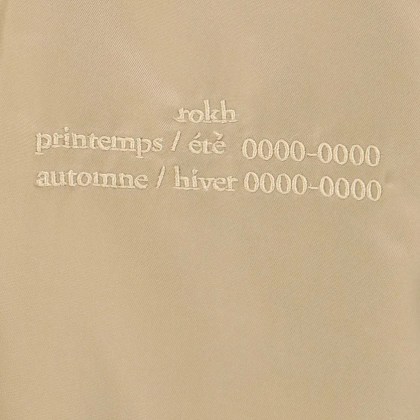 rokh
printemps / été 0000-0000
automne / hiver 0000-0000